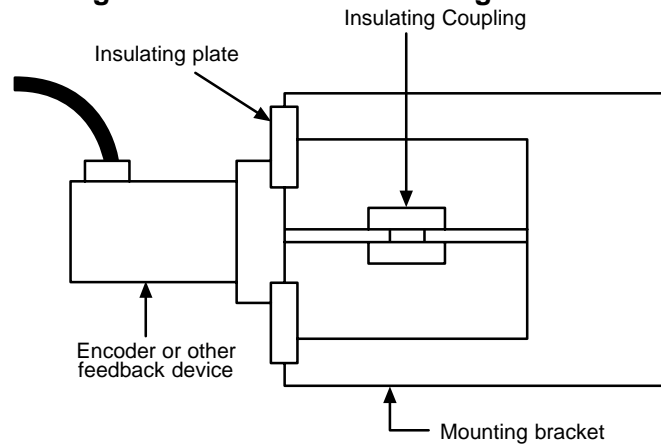 Insulating Coupling
Insulating plate
Encoder or other
feedback device
Mounting bracket